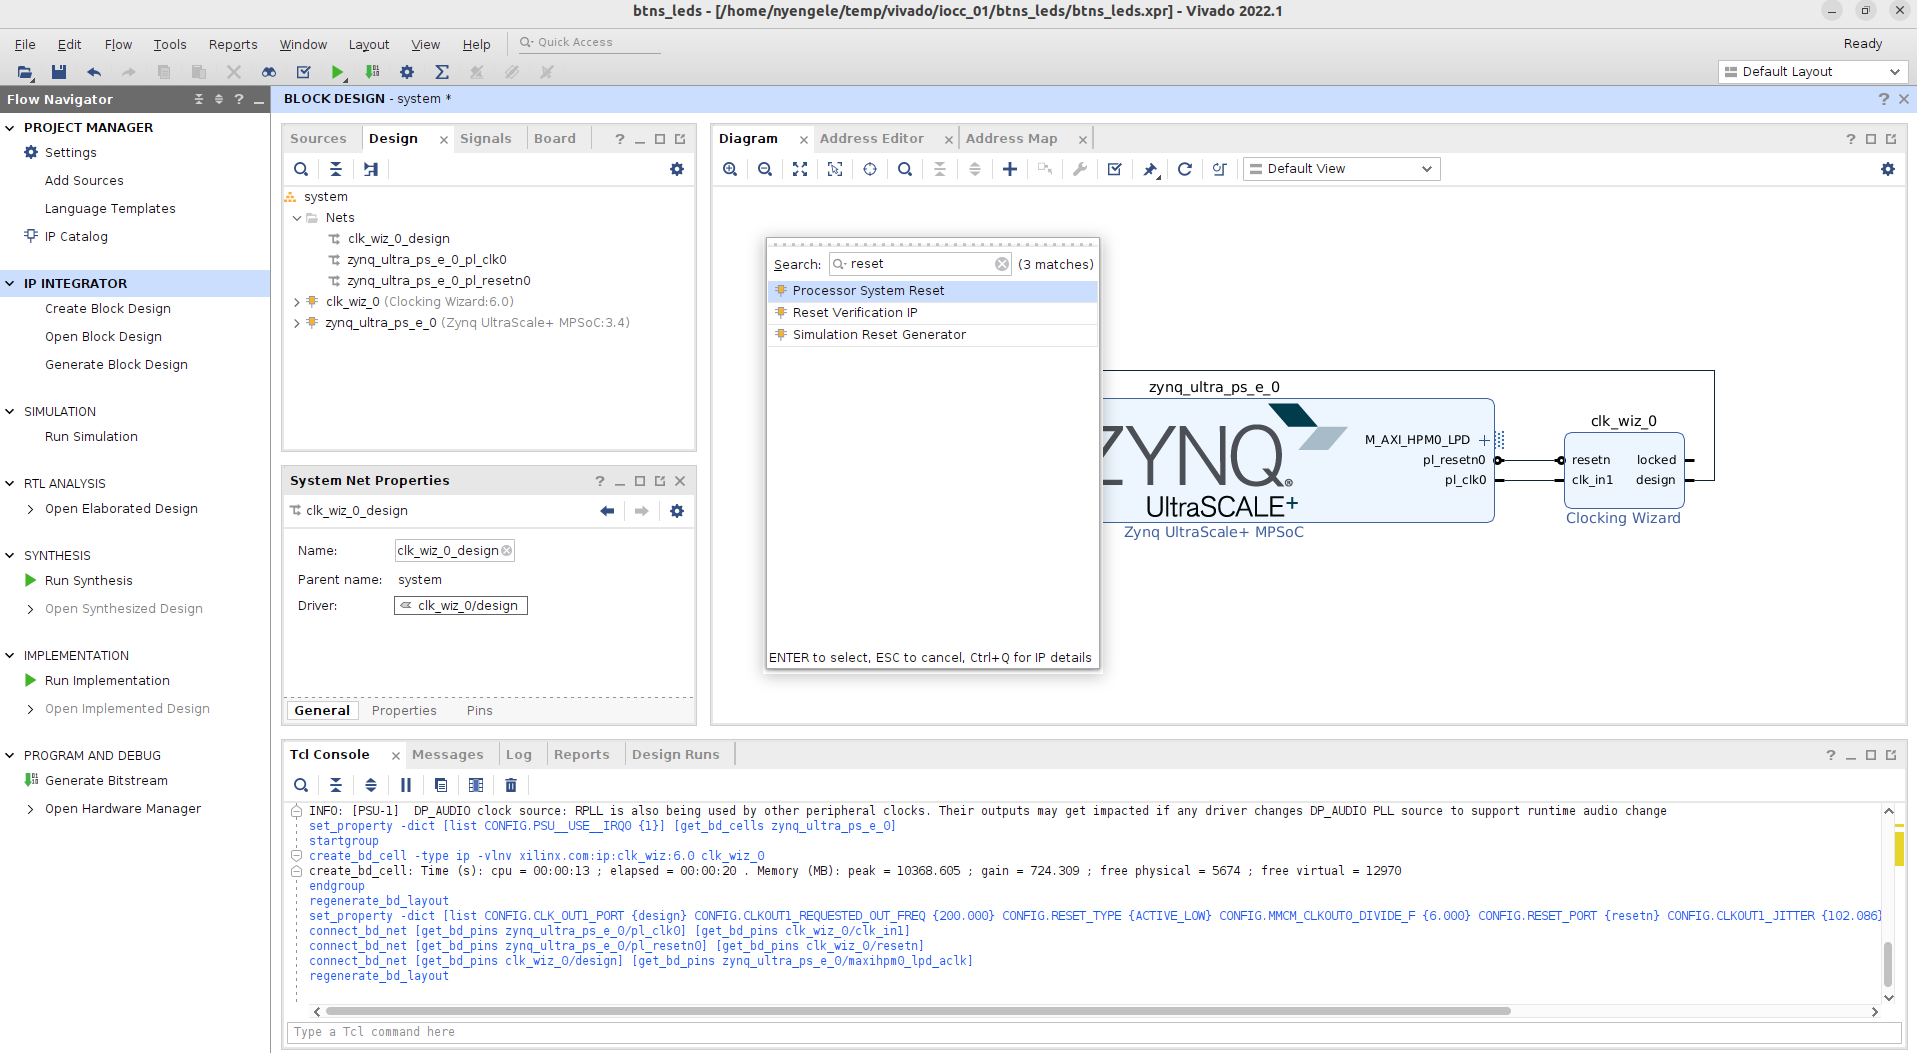 btns_leds - [/home/nyengele/temp/vivado/iocc_01/btns_leds/btns_leds.xpr] - Vivado 2022.1
File Edit Flow Tools Reports Window Layout View Help Quick Access Ready
Default Layout
Flow Navigator
PROJECT MANAGER
Settings
Add Sources
Language Templates
IP Catalog
IP INTEGRATOR
Create Block Design
Open Block Design
Generate Block Design
SIMULATION
Run Simulation
RTL ANALYSIS
Open Elaborated Design
SYNTHESIS
Run Synthesis
Open Synthesized Design
IMPLEMENTATION
Run Implementation
Open Implemented Design
PROGRAM AND DEBUG
Generate Bitstream
Open Hardware Manager
BLOCK DESIGN - system *
Sources Design Signals Board
system
Nets
clk_wiz_0_design
zynq_ultra_ps_e_0_pl_clk0
zynq_ultra_ps_e_0_pl_resetn0
clk_wiz_0 (Clocking Wizard:6.0)
zynq_ultra_ps_e_0 (Zynq UltraScale+ MPSoC:3.4)
System Net Properties
clk_wiz_0_design
Name: clk_wiz_0_design
Parent name: system
Driver: clk_wiz_0/design
General Properties Pins
Diagram Address Editor Address Map
Default View
Search: reset (3 matches)
Processor System Reset
Reset Verification IP
Simulation Reset Generator
ENTER to select, ESC to cancel, Ctrl+Q for IP details
zynq_ultra_ps_e_0
ZYNQ®
UltraSCALE+
M_AXI_HPM0_LPD
pl_resetn0
pl_clk0
Zynq UltraScale+ MPSoC
clk_wiz_0
resetn locked
clk_in1 design
Clocking Wizard
Tcl Console Messages Log Reports Design Runs
INFO: [PSU-1]  DP_AUDIO clock source: RPLL is also being used by other peripheral clocks. Their outputs may get impacted if any driver changes DP_AUDIO PLL source to support runtime audio change
set_property -dict [list CONFIG.PSU__USE__IRQ0 {1}] [get_bd_cells zynq_ultra_ps_e_0]
startgroup
create_bd_cell -type ip -vlnv xilinx.com:ip:clk_wiz:6.0 clk_wiz_0
create_bd_cell: Time (s): cpu = 00:00:13 ; elapsed = 00:00:20 . Memory (MB): peak = 10368.605 ; gain = 724.309 ; free physical = 5674 ; free virtual = 12970
endgroup
regenerate_bd_layout
set_property -dict [list CONFIG.CLK_OUT1_PORT {design} CONFIG.CLKOUT1_REQUESTED_OUT_FREQ {200.000} CONFIG.RESET_TYPE {ACTIVE_LOW} CONFIG.MMCM_CLKOUT0_DIVIDE_F {6.000} CONFIG.RESET_PORT {resetn} CONFIG.CLKOUT1_JITTER {102.086}
connect_bd_net [get_bd_pins zynq_ultra_ps_e_0/pl_clk0] [get_bd_pins clk_wiz_0/clk_in1]
connect_bd_net [get_bd_pins zynq_ultra_ps_e_0/pl_resetn0] [get_bd_pins clk_wiz_0/resetn]
connect_bd_net [get_bd_pins clk_wiz_0/design] [get_bd_pins zynq_ultra_ps_e_0/maxihpm0_lpd_aclk]
regenerate_bd_layout
Type a Tcl command here